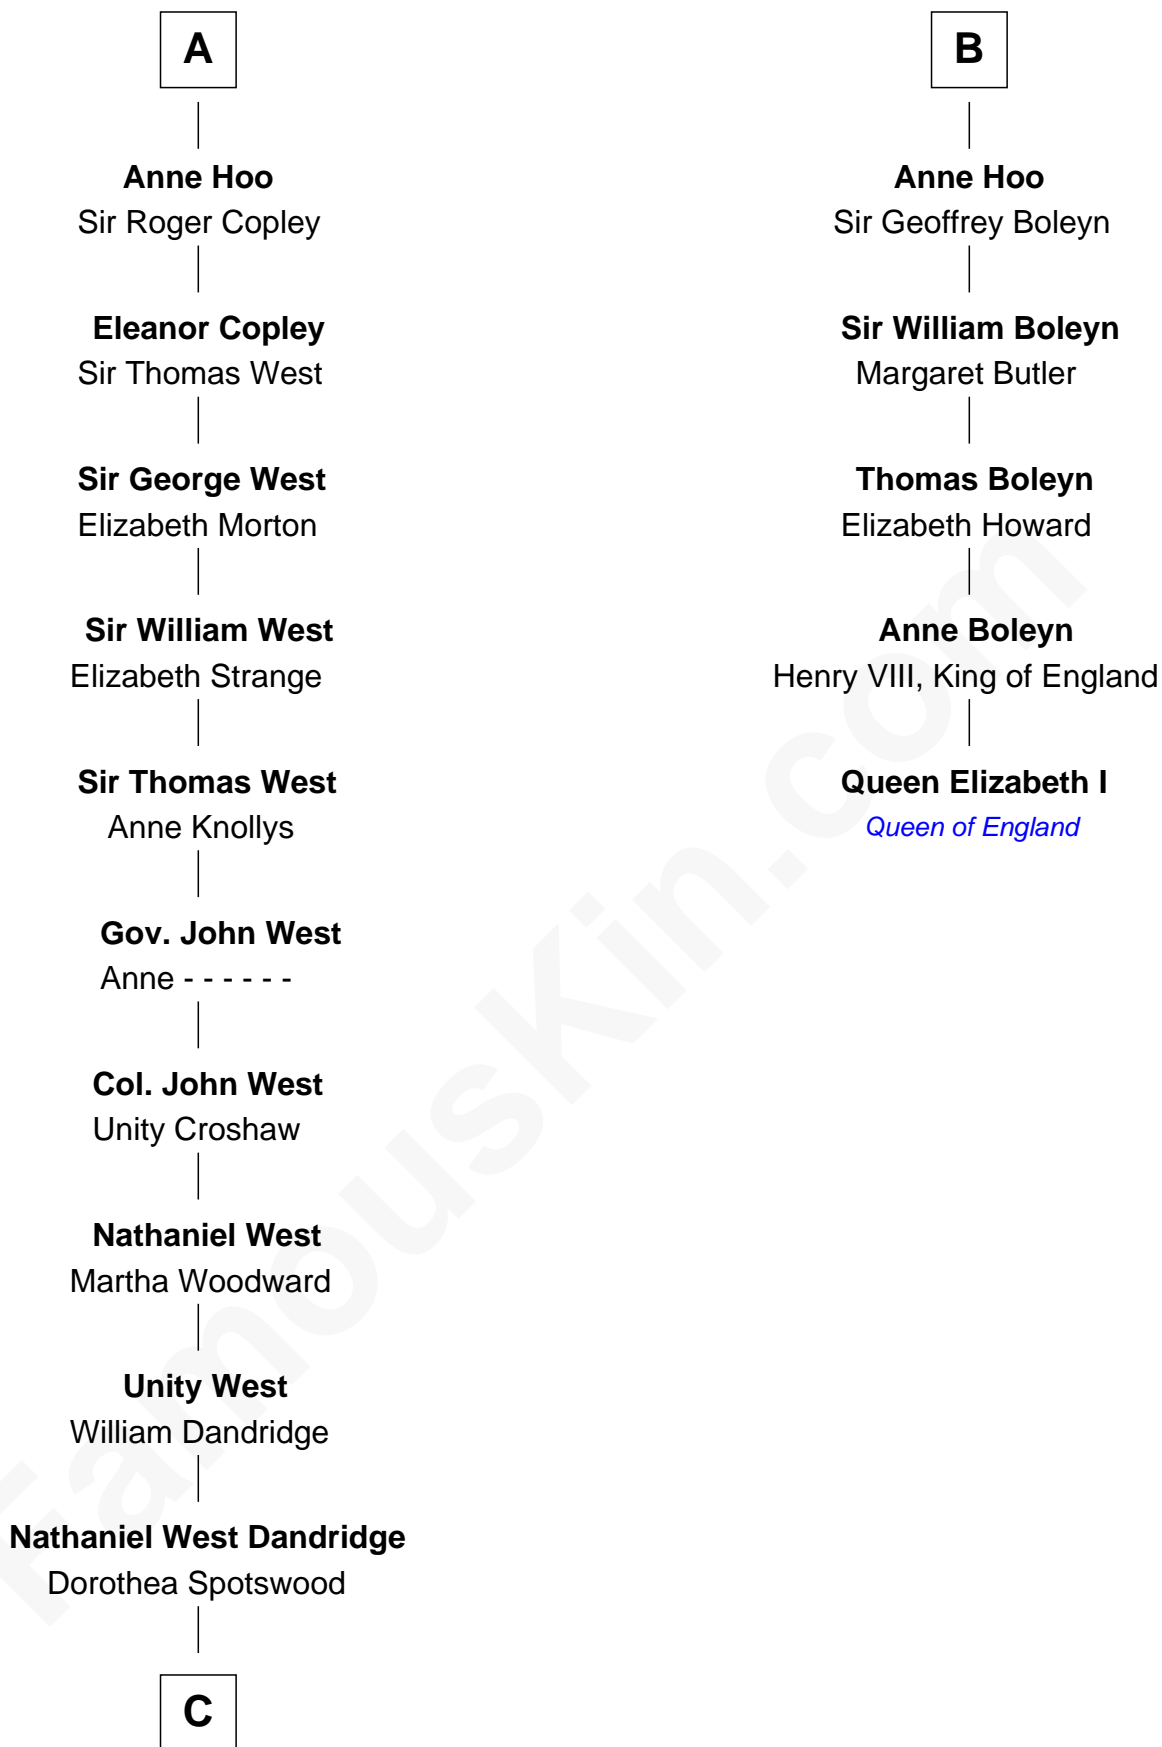 A
Anne Hoo
Sir Roger Copley
Eleanor Copley
Sir Thomas West
Sir George West
Elizabeth Morton
Sir William West
Elizabeth Strange
Sir Thomas West
Anne Knollys
Gov. John West
Anne - - - - - -
Col. John West
Unity Croshaw
Nathaniel West
Martha Woodward
Unity West
William Dandridge
Nathaniel West Dandridge
Dorothea Spotswood
C
B
Anne Hoo
Sir Geoffrey Boleyn
Sir William Boleyn
Margaret Butler
Thomas Boleyn
Elizabeth Howard
Anne Boleyn
Henry VIII, King of England
Queen Elizabeth I
Queen of England
FamousKin.com